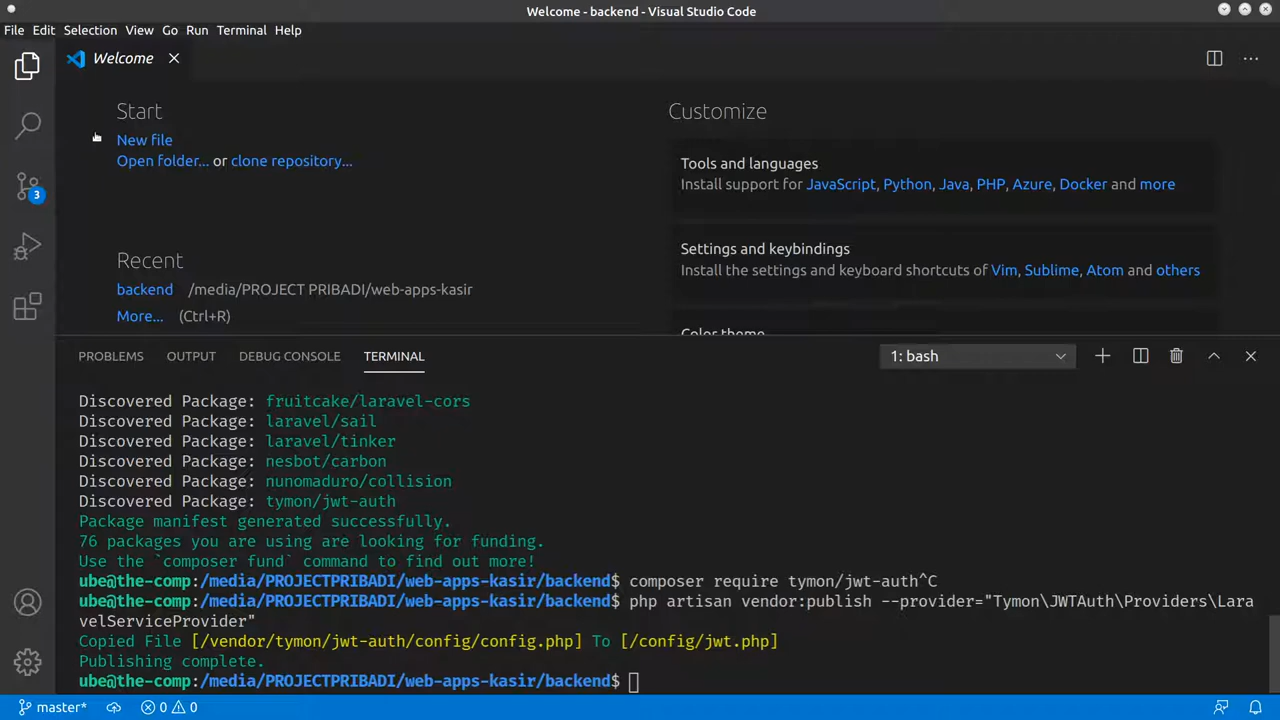 Welcome - backend - Visual Studio Code
File Edit Selection View Go Run Terminal Help
Welcome
Start
New file
Open folder... or clone repository...
Recent
backend /media/PROJECT PRIBADI/web-apps-kasir
More... (Ctrl+R)
Customize
Tools and languages
Install support for JavaScript, Python, Java, PHP, Azure, Docker and more
Settings and keybindings
Install the settings and keyboard shortcuts of Vim, Sublime, Atom and others
Color theme
3
PROBLEMS OUTPUT DEBUG CONSOLE TERMINAL 1: bash
Discovered Package: fruitcake/laravel-cors
Discovered Package: laravel/sail
Discovered Package: laravel/tinker
Discovered Package: nesbot/carbon
Discovered Package: nunomaduro/collision
Discovered Package: tymon/jwt-auth
Package manifest generated successfully.
76 packages you are using are looking for funding.
Use the `composer fund` command to find out more!
ube@the-comp:/media/PROJECTPRIBADI/web-apps-kasir/backend$ composer require tymon/jwt-auth^C
ube@the-comp:/media/PROJECTPRIBADI/web-apps-kasir/backend$ php artisan vendor:publish --provider="Tymon\JWTAuth\Providers\Lara
velServiceProvider"
Copied File [/vendor/tymon/jwt-auth/config/config.php] To [/config/jwt.php]
Publishing complete.
ube@the-comp:/media/PROJECTPRIBADI/web-apps-kasir/backend$
master* 0 0